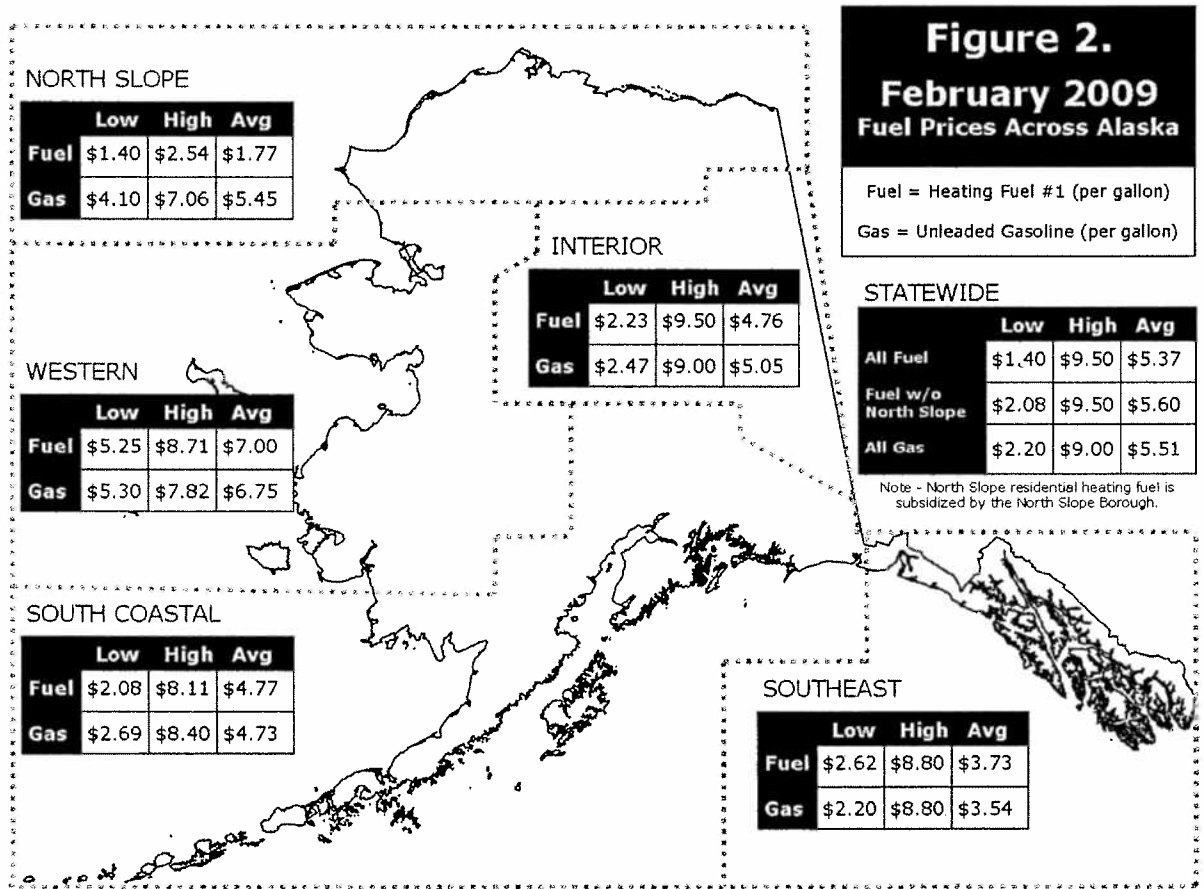 Figure 2.
February 2009
Fuel Prices Across Alaska
Fuel = Heating Fuel #1 (per gallon)
Gas = Unleaded Gasoline (per gallon)
NORTH SLOPE
Low High Avg
Fuel $1.40 $2.54 $1.77
Gas $4.10 $7.06 $5.45
INTERIOR
Low High Avg
Fuel $2.23 $9.50 $4.76
Gas $2.47 $9.00 $5.05
STATEWIDE
Low High Avg
All Fuel $1.40 $9.50 $5.37
Fuel w/o
North Slope $2.08 $9.50 $5.60
All Gas $2.20 $9.00 $5.51
Note - North Slope residential heating fuel is
subsidized by the North Slope Borough.
WESTERN
Low High Avg
Fuel $5.25 $8.71 $7.00
Gas $5.30 $7.82 $6.75
SOUTH COASTAL
Low High Avg
Fuel $2.08 $8.11 $4.77
Gas $2.69 $8.40 $4.73
SOUTHEAST
Low High Avg
Fuel $2.62 $8.80 $3.73
Gas $2.20 $8.80 $3.54